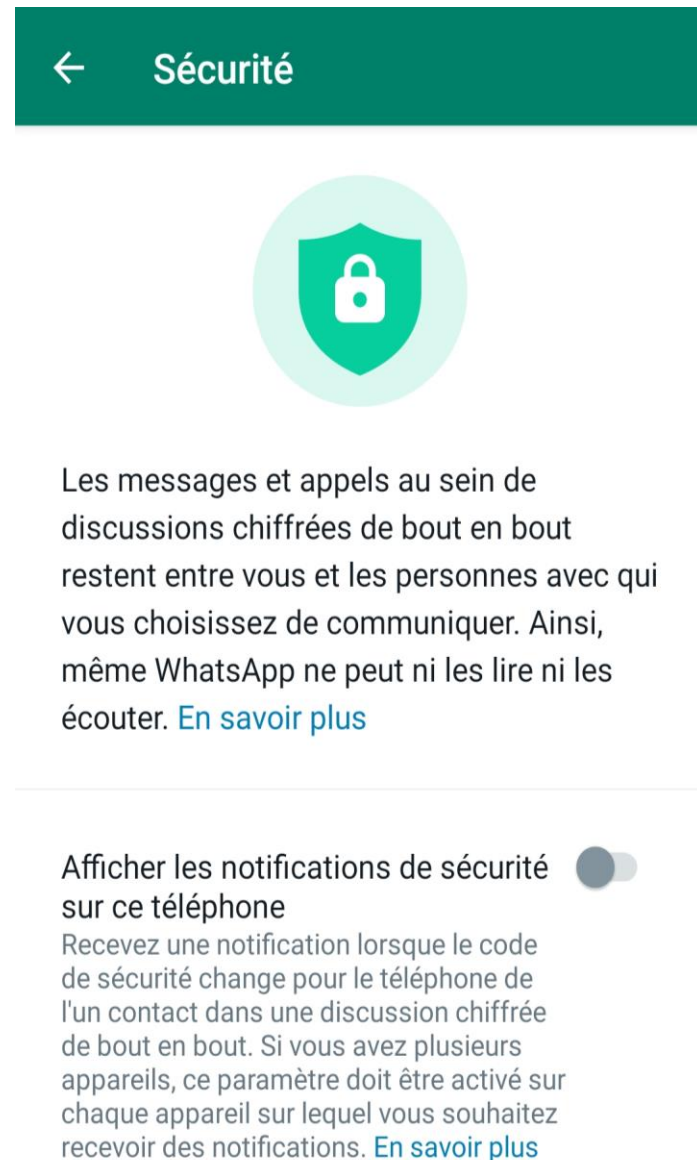 Sécurité
Les messages et appels au sein de
discussions chiffrées de bout en bout
restent entre vous et les personnes avec qui
vous choisissez de communiquer. Ainsi,
même WhatsApp ne peut ni les lire ni les
écouter. En savoir plus
Afficher les notifications de sécurité
sur ce téléphone
Recevez une notification lorsque le code
de sécurité change pour le téléphone de
l'un contact dans une discussion chiffrée
de bout en bout. Si vous avez plusieurs
appareils, ce paramètre doit être activé sur
chaque appareil sur lequel vous souhaitez
recevoir des notifications. En savoir plus